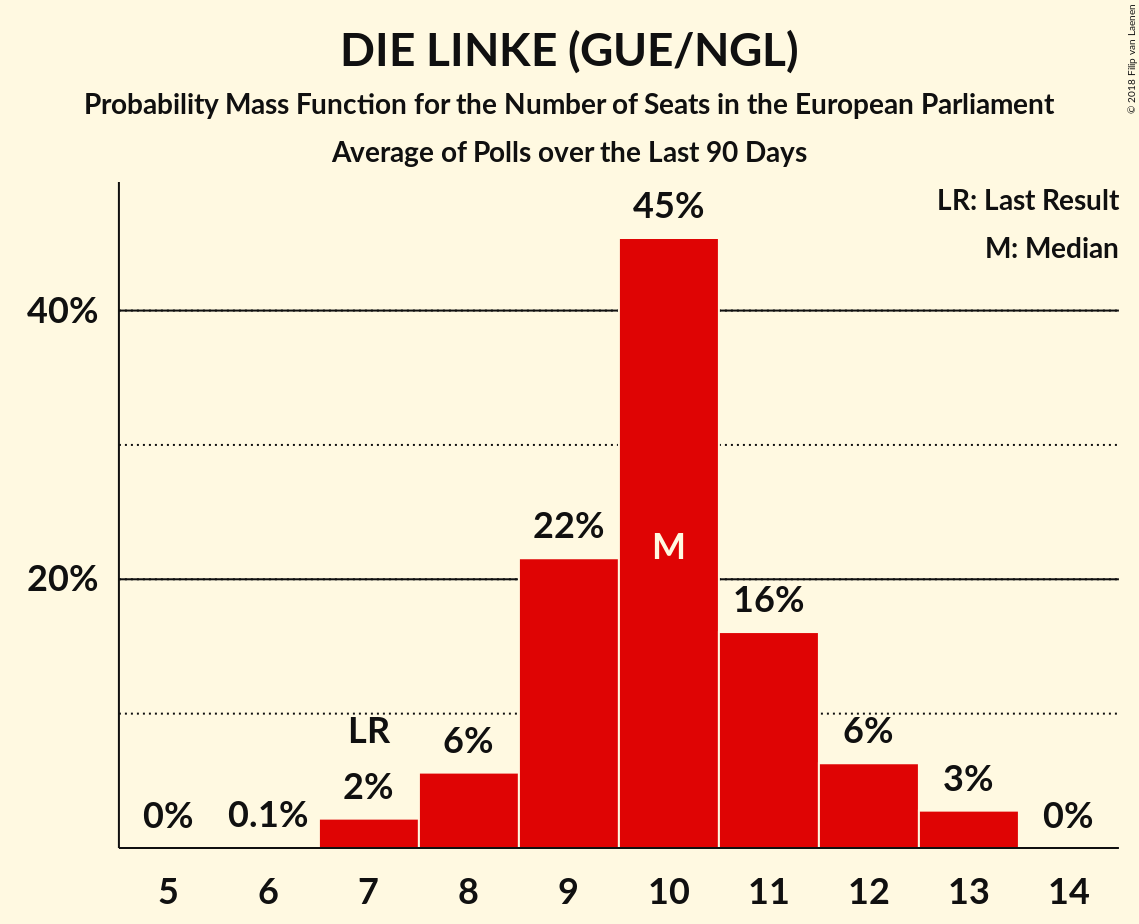 DIE LINKE (GUE/NGL)
Probability Mass Function for the Number of Seats in the European Parliament
Average of Polls over the Last 90 Days
© 2018 Filip van Laenen
LR: Last Result
M: Median
45%
40%
22%
M
20%
16%
LR
6%
6%
2%
3%
0%
0.1%
0%
5 6 7 8 9 10 11 12 13 14